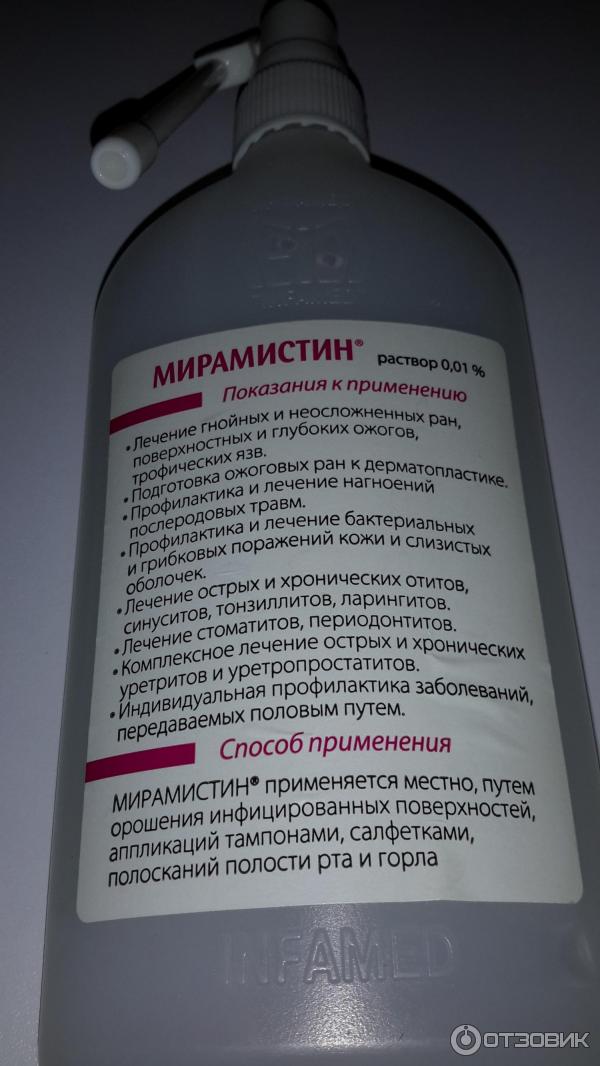 INFAMED
МИРАМИСТИН® раствор 0,01 %
Показания к применению
• Лечение гнойных и неосложненных ран,
поверхностных и глубоких ожогов,
трофических язв.
• Подготовка ожоговых ран к дерматопластике.
• Профилактика и лечение нагноений
послеродовых травм.
• Профилактика и лечение бактериальных
и грибковых поражений кожи и слизистых
оболочек.
• Лечение острых и хронических отитов,
синуситов, тонзиллитов, ларингитов.
• Лечение стоматитов, периодонтитов.
• Комплексное лечение острых и хронических
уретритов и уретропростатитов.
• Индивидуальная профилактика заболеваний,
передаваемых половым путем.
Способ применения
МИРАМИСТИН® применяется местно, путем
орошения инфицированных поверхностей,
аппликаций тампонами, салфетками,
полосканий полости рта и горла
INFAMED
ОТЗОВИК